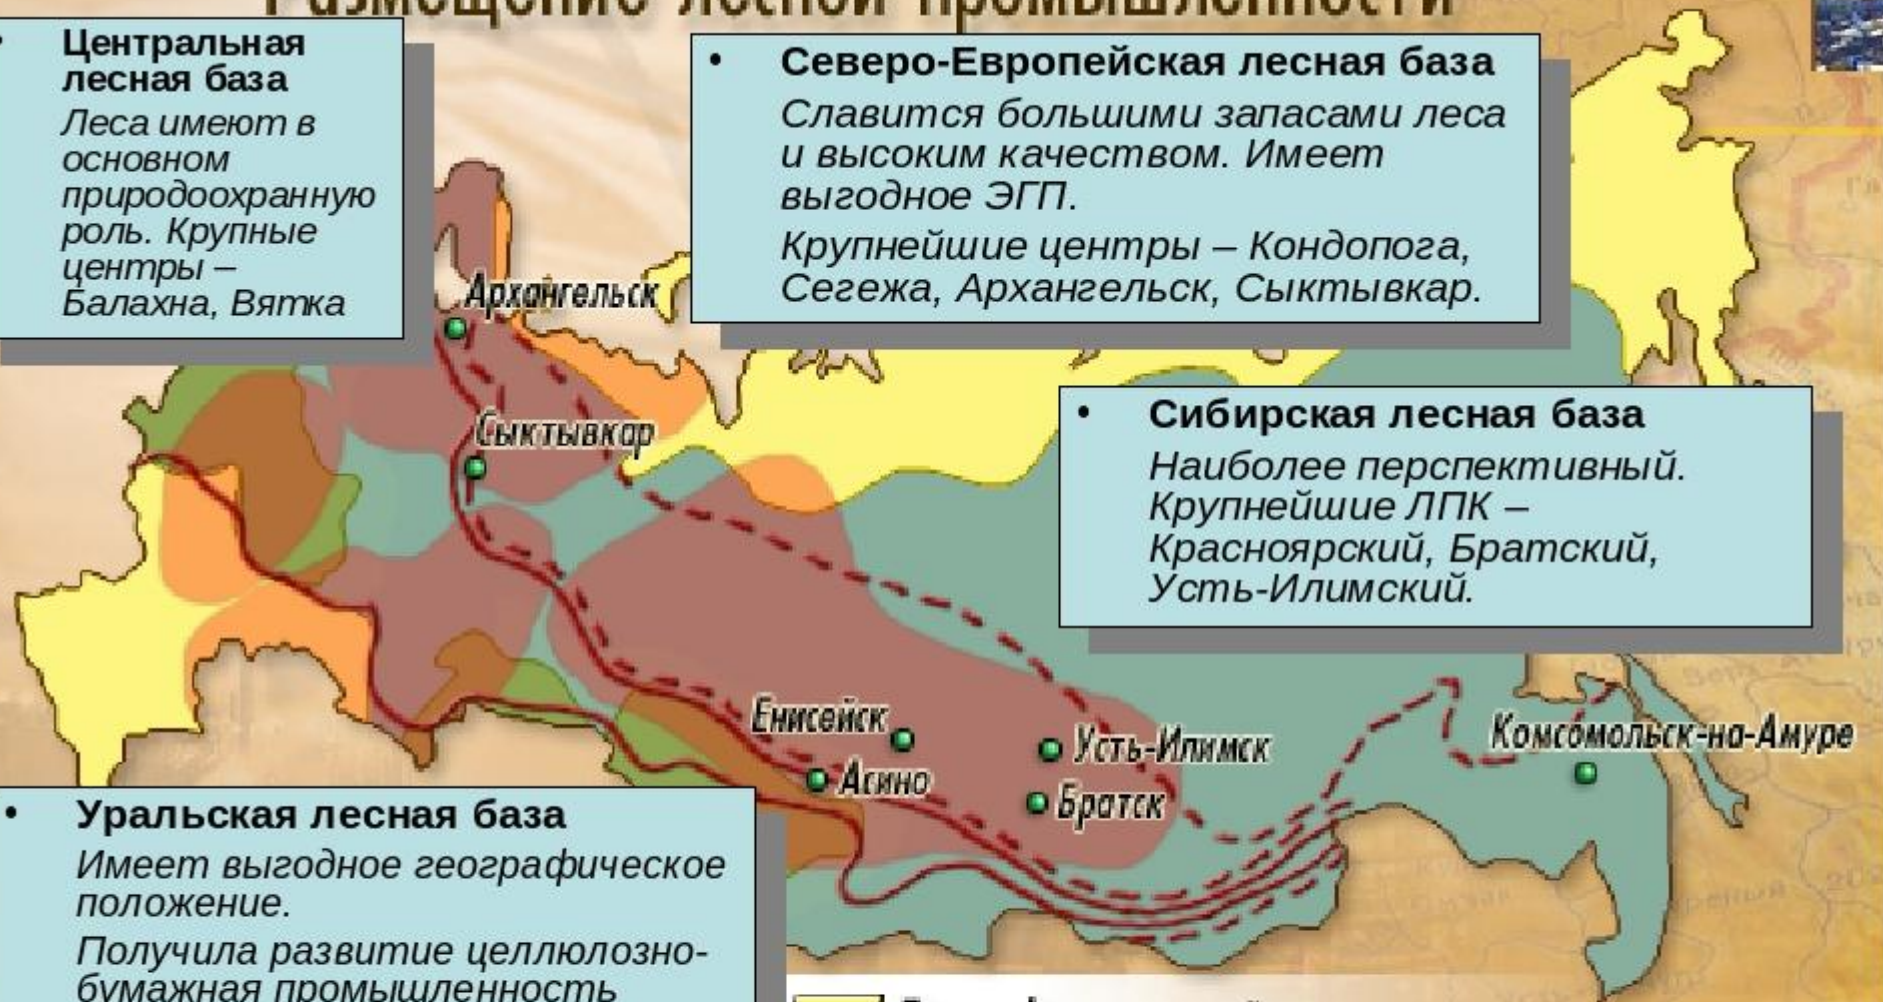 Размещение лесной промышленности
• Центральная
лесная база
Леса имеют в
основном
природоохранную
роль. Крупные
центры –
Балахна, Вятка
• Северо-Европейская лесная база
Славится большими запасами леса
и высоким качеством. Имеет
выгодное ЭГП.
Крупнейшие центры – Кондопога,
Сегежа, Архангельск, Сыктывкар.
Архангельск
Сыктывкар
• Сибирская лесная база
Наиболее перспективный.
Крупнейшие ЛПК –
Красноярский, Братский,
Усть-Илимский.
Енисейск
Усть-Илимск
Комсомольск-на-Амуре
Асино
Братск
• Уральская лесная база
Имеет выгодное географическое
положение.
Получила развитие целлюлозно-
бумажная промышленность